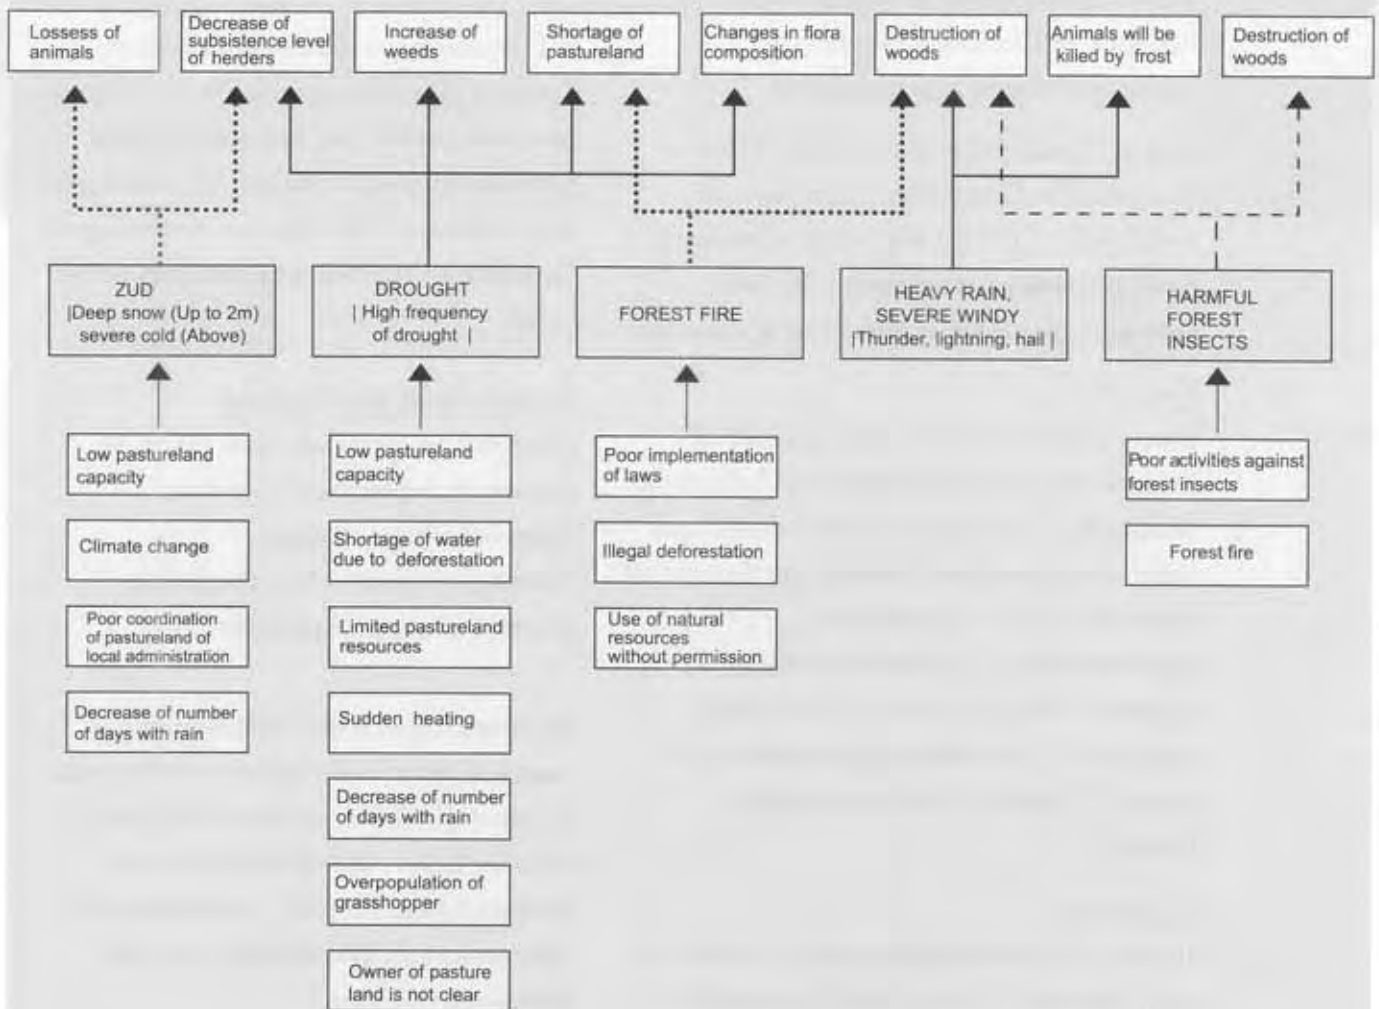 Lossess of
animals
Decrease of
subsistence level
of herders
Increase of
weeds
Shortage of
pastureland
Changes in flora
composition
Destruction of
woods
Animals will be
killed by frost
Destruction of
woods
ZUD
|Deep snow (Up to 2m)
severe cold (Above)
DROUGHT
| High frequency
of drought |
FOREST FIRE
HEAVY RAIN,
SEVERE WINDY
|Thunder, lightning, hail |
HARMFUL
FOREST
INSECTS
Low pastureland
capacity
Climate change
Poor coordination
of pastureland of
local administration
Decrease of number
of days with rain
Low pastureland
capacity
Shortage of water
due to deforestation
Limited pastureland
resources
Sudden heating
Decrease of number
of days with rain
Overpopulation of
grasshopper
Owner of pasture
land is not clear
Poor implementation
of laws
Illegal deforestation
Use of natural
resources
without permission
Poor activities against
forest insects
Forest fire